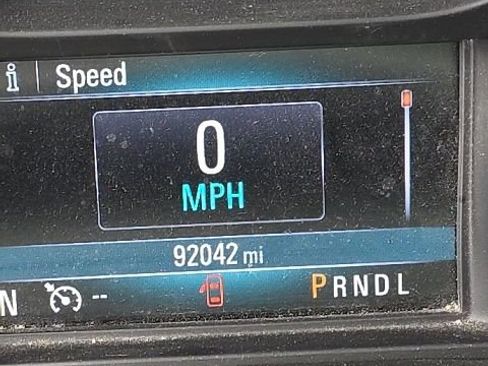 i Speed
0
MPH
92042 mi
N -- PRNDL